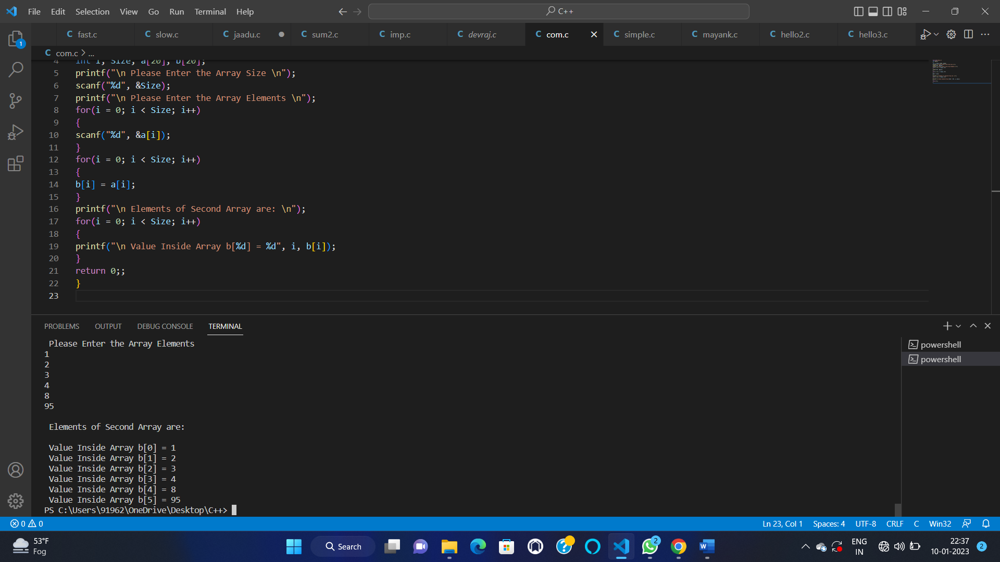 File Edit Selection View Go Run Terminal Help
C++
C fast.c C slow.c C jaadu.c C sum2.c C imp.c C devraj.c C com.c C simple.c C mayank.c C hello2.c C hello3.c
C com.c > ...
4 int i, Size, a[20], b[20];
5 printf("\n Please Enter the Array Size \n");
6 scanf("%d", &Size);
7 printf("\n Please Enter the Array Elements \n");
8 for(i = 0; i < Size; i++)
9 {
10 scanf("%d", &a[i]);
11 }
12 for(i = 0; i < Size; i++)
13 {
14 b[i] = a[i];
15 }
16 printf("\n Elements of Second Array are: \n");
17 for(i = 0; i < Size; i++)
18 {
19 printf("\n Value Inside Array b[%d] = %d", i, b[i]);
20 }
21 return 0;;
22 }
23
1
PROBLEMS OUTPUT DEBUG CONSOLE TERMINAL
Please Enter the Array Elements
1
2
3
4
8
95
Elements of Second Array are:
Value Inside Array b[0] = 1
Value Inside Array b[1] = 2
Value Inside Array b[2] = 3
Value Inside Array b[3] = 4
Value Inside Array b[4] = 8
Value Inside Array b[5] = 95
PS C:\Users\91962\OneDrive\Desktop\C++>
powershell
powershell
0 0
Ln 23, Col 1 Spaces: 4 UTF-8 CRLF C Win32
53°F
Fog
Search
2
ENG
IN
22:37
10-01-2023
2